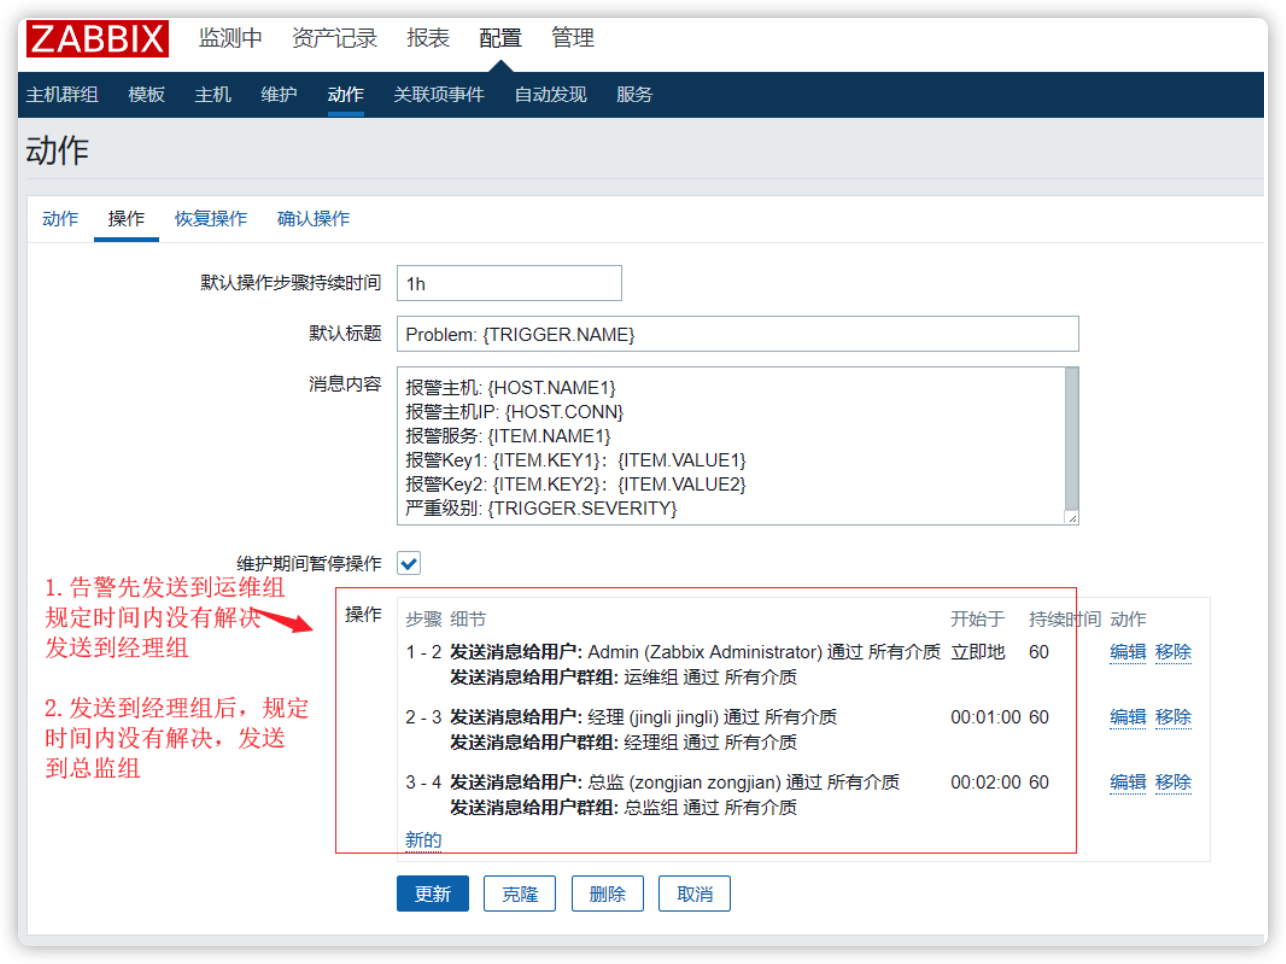 ZABBIX 监测中 资产记录 报表 配置 管理
主机群组 模板 主机 维护 动作 关联项事件 自动发现 服务
动作
动作 操作 恢复操作 确认操作
默认操作步骤持续时间 1h
默认标题 Problem: {TRIGGER.NAME}
消息内容 报警主机: {HOST.NAME1}
报警主机IP: {HOST.CONN}
报警服务: {ITEM.NAME1}
报警Key1: {ITEM.KEY1}：{ITEM.VALUE1}
报警Key2: {ITEM.KEY2}：{ITEM.VALUE2}
严重级别: {TRIGGER.SEVERITY}
维护期间暂停操作
1. 告警先发送到运维组
规定时间内没有解决
发送到经理组
2. 发送到经理组后，规定
时间内没有解决，发送
到总监组
操作 步骤 细节 开始于 持续时间 动作
1 - 2 发送消息给用户: Admin (Zabbix Administrator) 通过 所有介质 立即地 60 编辑 移除
发送消息给用户群组: 运维组 通过 所有介质
2 - 3 发送消息给用户: 经理 (jingli jingli) 通过 所有介质 00:01:00 60 编辑 移除
发送消息给用户群组: 经理组 通过 所有介质
3 - 4 发送消息给用户: 总监 (zongjian zongjian) 通过 所有介质 00:02:00 60 编辑 移除
发送消息给用户群组: 总监组 通过 所有介质
新的
更新 克隆 删除 取消